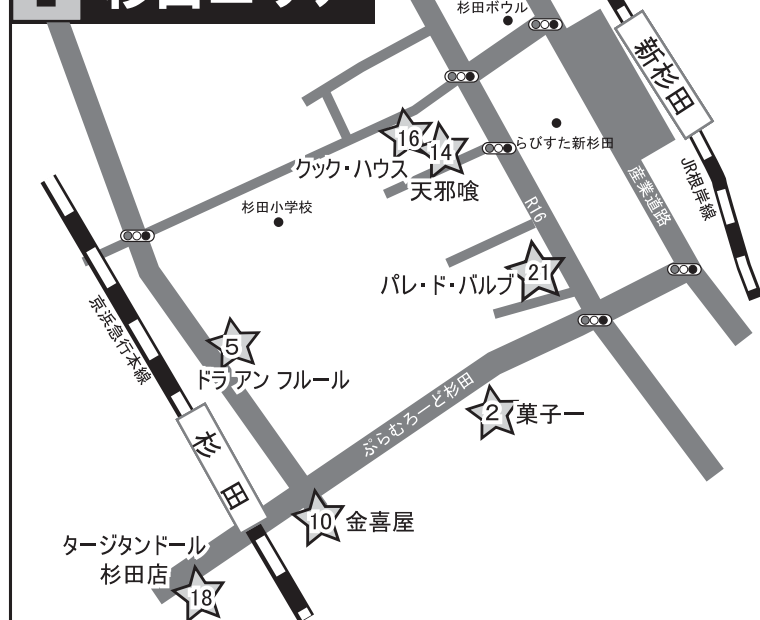 杉田エリア
杉田ボウル
新杉田
16
14
らびすた新杉田
クック・ハウス
天邪喰
杉田小学校
R16
産業道路
JR根岸線
パレ・ド・バルブ
21
京浜急行本線
5
ドラアン フルール
ぷらむろーど杉田
2
菓子一
杉田
10
金喜屋
タージタンドール
杉田店
18